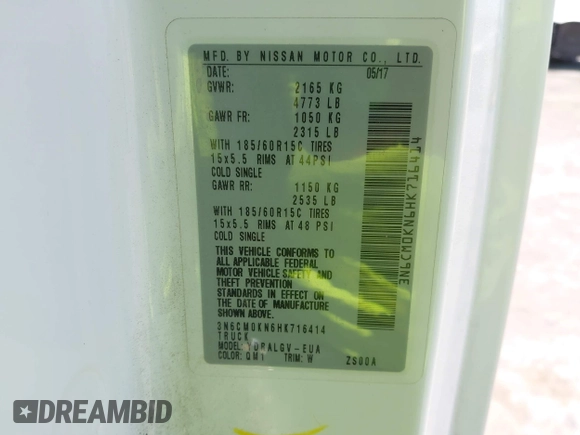 MFD. BY NISSAN MOTOR CO., LTD.
DATE: 05/17
GVWR: 2165 KG
4773 LB
GAWR FR: 1050 KG
2315 LB
WITH 185/60R15C TIRES
15x5.5 RIMS AT 44PSI
COLD SINGLE
GAWR RR: 1150 KG
2535 LB
WITH 185/60R15C TIRES
15x5.5 RIMS AT 48 PSI
COLD SINGLE
THIS VEHICLE CONFORMS TO
ALL APPLICABLE FEDERAL
MOTOR VEHICLE SAFETY AND
THEFT PREVENTION
STANDARDS IN EFFECT ON
THE DATE OF MANUFACTURE
SHOWN ABOVE.
3N6CM0KN6HK716414
TRUCK
MODEL: TDRALGV-EUA
COLOR: QM1 TRIM: W ZS00A
3N6CM0KN6HK716414
DREAMBID